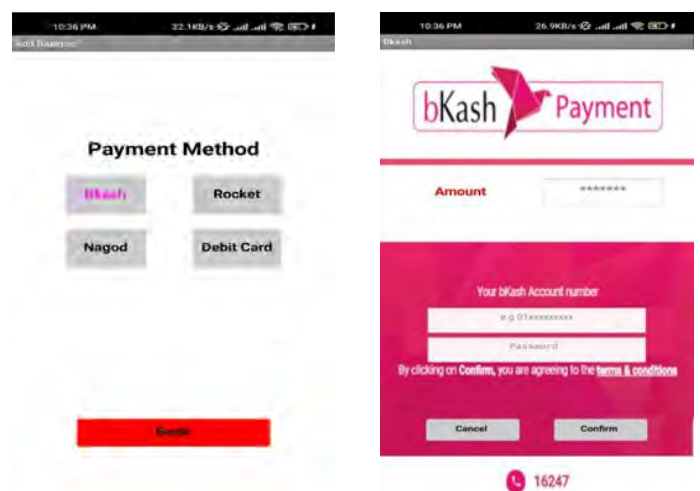 10:36 PM 32.1KB/s
Payment Method
Bkash Rocket
Nagod Debit Card
10:36 PM 26.9KB/s
Bkash
bKash Payment
Amount *******
Your bKash Account number
e.g 01xxxxxxxxx
Password
By clicking on Confirm, you are agreeing to the terms & conditions
Cancel Confirm
16247